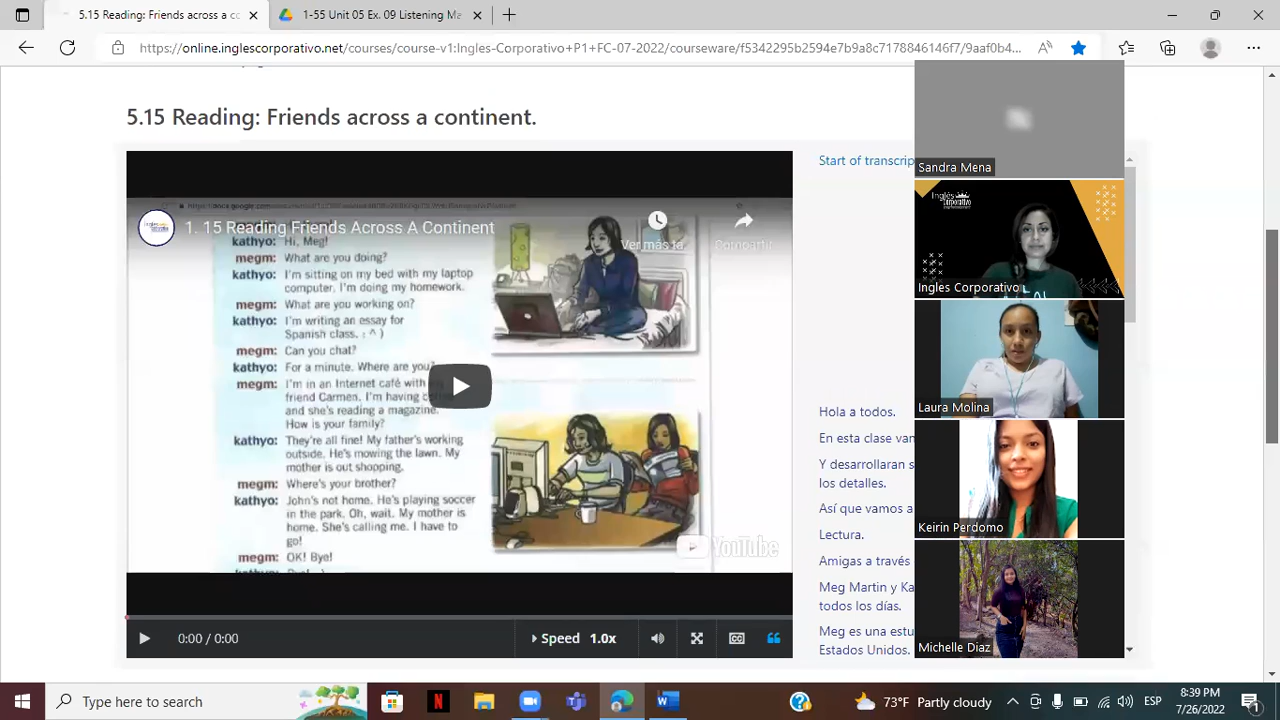 5.15 Reading: Friends across a c
1-55 Unit 05 Ex. 09 Listening Ma
https://online.inglescorporativo.net/courses/course-v1:Ingles-Corporativo+P1+FC-07-2022/courseware/f5342295b2594e7b9a8c7178846146f7/9aaf0b4...
5.15 Reading: Friends across a continent.
Start of transcrip
1. 15 Reading Friends Across A Continent
Ver más ta.
Compartir
kathyo: Hi, Meg!
megm: What are you doing?
kathyo: I'm sitting on my bed with my laptop
computer. I'm doing my homework.
megm: What are you working on?
kathyo: I'm writing an essay for
Spanish class. : ^ )
megm: Can you chat?
kathyo: For a minute. Where are you?
megm: I'm in an Internet café with
friend Carmen. I'm having
and she's reading a magazine.
How is your family?
kathyo: They're all fine! My father's working
outside. He's mowing the lawn. My
mother is out shopping.
megm: Where's your brother?
kathyo: John's not home. He's playing soccer
in the park. Oh, wait. My mother is
home. She's calling me. I have to
go!
megm: OK! Bye!
YouTube
0:00 / 0:00
Speed 1.0x
Hola a todos.
En esta clase van
Y desarrollaran s
los detalles.
Así que vamos a
Lectura.
Amigas a través
Meg Martin y Ka
todos los días.
Meg es una estu
Estados Unidos.
Sandra Mena
Inglés
Corporativo
Ingles Corporativo
Laura Molina
Keirin Perdomo
Michelle Diaz
Type here to search
73°F Partly cloudy
ESP
8:39 PM
7/26/2022